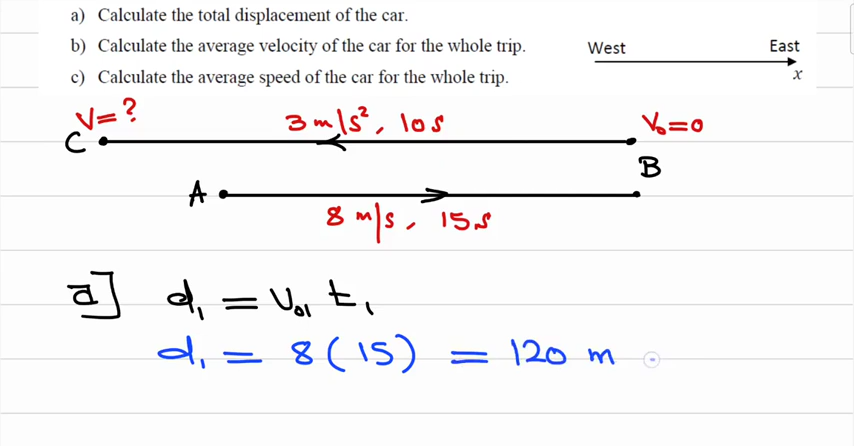 a) Calculate the total displacement of the car.
b) Calculate the average velocity of the car for the whole trip.
c) Calculate the average speed of the car for the whole trip.
West East
x
V=?
3 m/s², 10s
V₀=0
C
B
A
8 m/s, 15s
a] d₁ = V₀₁ t₁
d₁ = 8(15) = 120 m